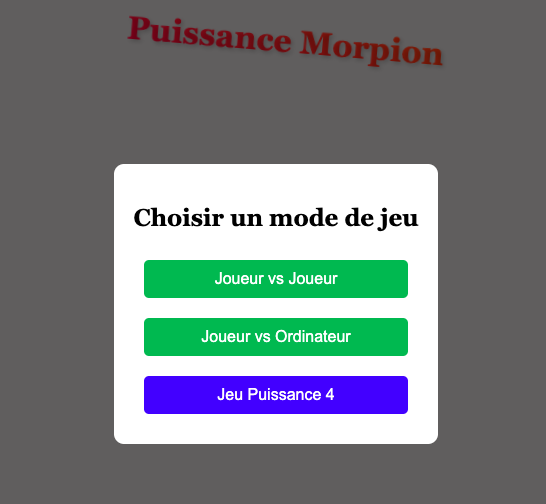 Puissance Morpion
Choisir un mode de jeu
Joueur vs Joueur
Joueur vs Ordinateur
Jeu Puissance 4